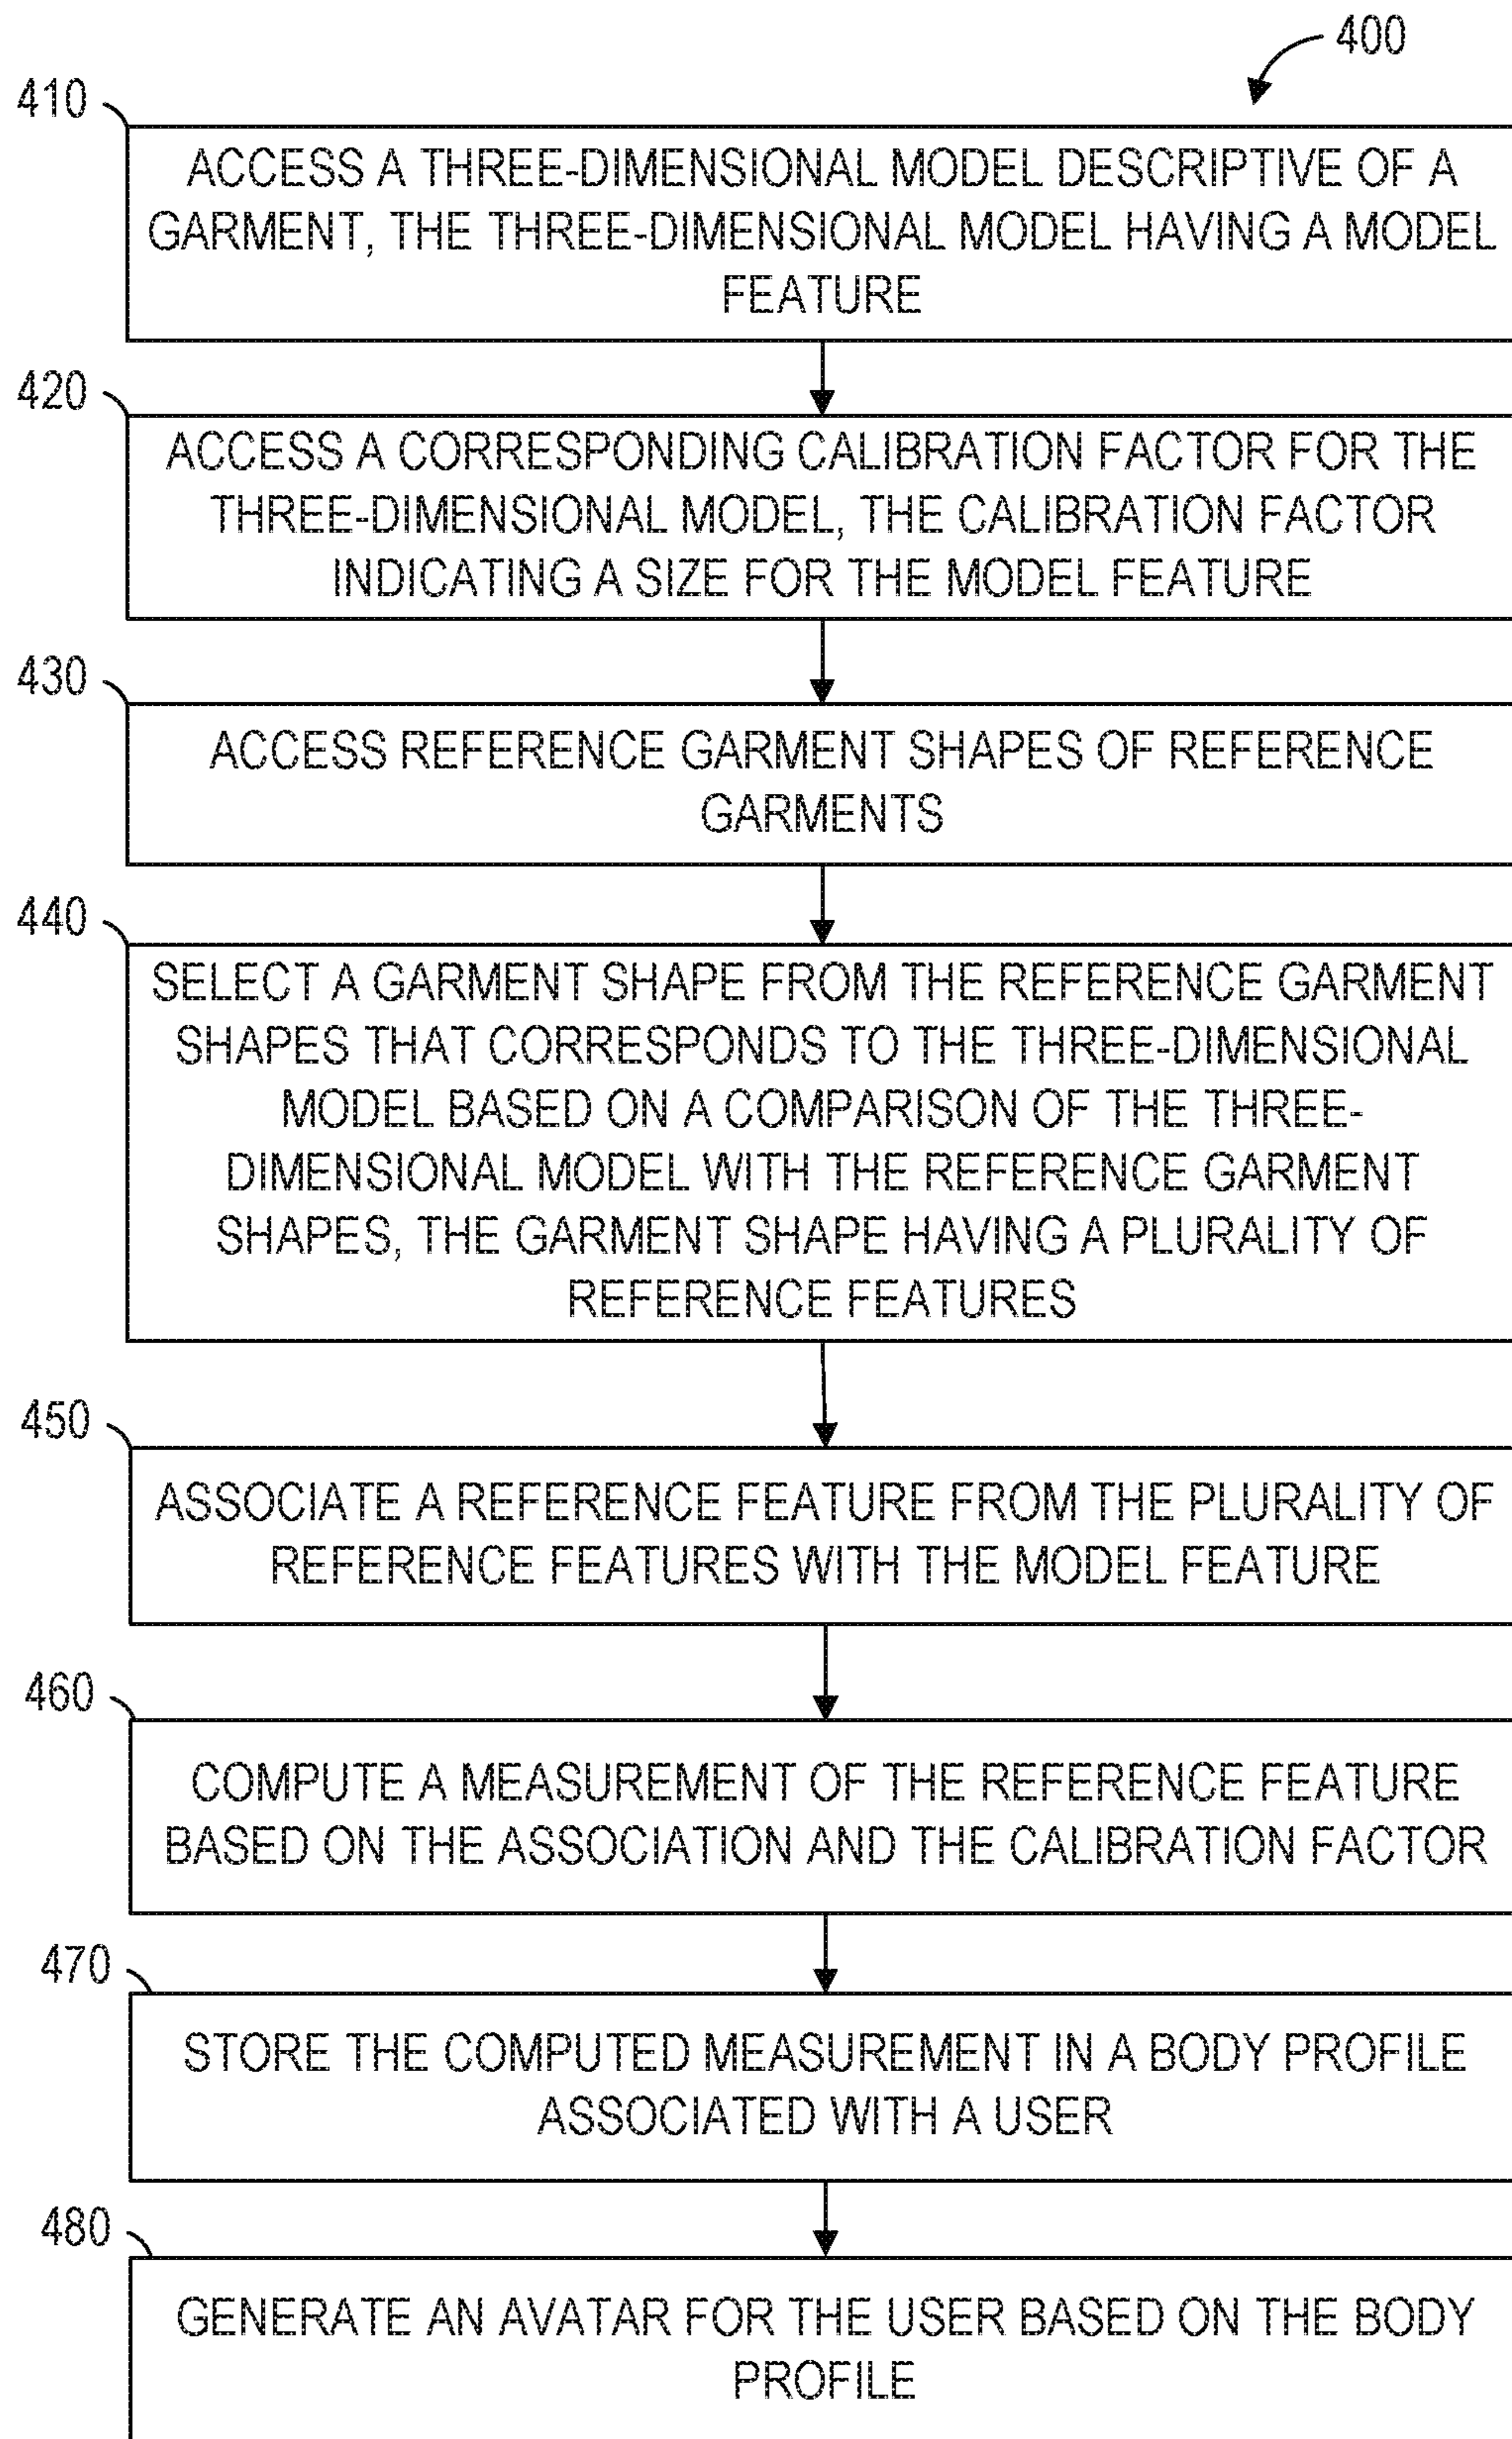 400
410
ACCESS A THREE-DIMENSIONAL MODEL DESCRIPTIVE OF A
GARMENT, THE THREE-DIMENSIONAL MODEL HAVING A MODEL
FEATURE
420
ACCESS A CORRESPONDING CALIBRATION FACTOR FOR THE
THREE-DIMENSIONAL MODEL, THE CALIBRATION FACTOR
INDICATING A SIZE FOR THE MODEL FEATURE
430
ACCESS REFERENCE GARMENT SHAPES OF REFERENCE
GARMENTS
440
SELECT A GARMENT SHAPE FROM THE REFERENCE GARMENT
SHAPES THAT CORRESPONDS TO THE THREE-DIMENSIONAL
MODEL BASED ON A COMPARISON OF THE THREE-
DIMENSIONAL MODEL WITH THE REFERENCE GARMENT
SHAPES, THE GARMENT SHAPE HAVING A PLURALITY OF
REFERENCE FEATURES
450
ASSOCIATE A REFERENCE FEATURE FROM THE PLURALITY OF
REFERENCE FEATURES WITH THE MODEL FEATURE
460
COMPUTE A MEASUREMENT OF THE REFERENCE FEATURE
BASED ON THE ASSOCIATION AND THE CALIBRATION FACTOR
470
STORE THE COMPUTED MEASUREMENT IN A BODY PROFILE
ASSOCIATED WITH A USER
480
GENERATE AN AVATAR FOR THE USER BASED ON THE BODY
PROFILE